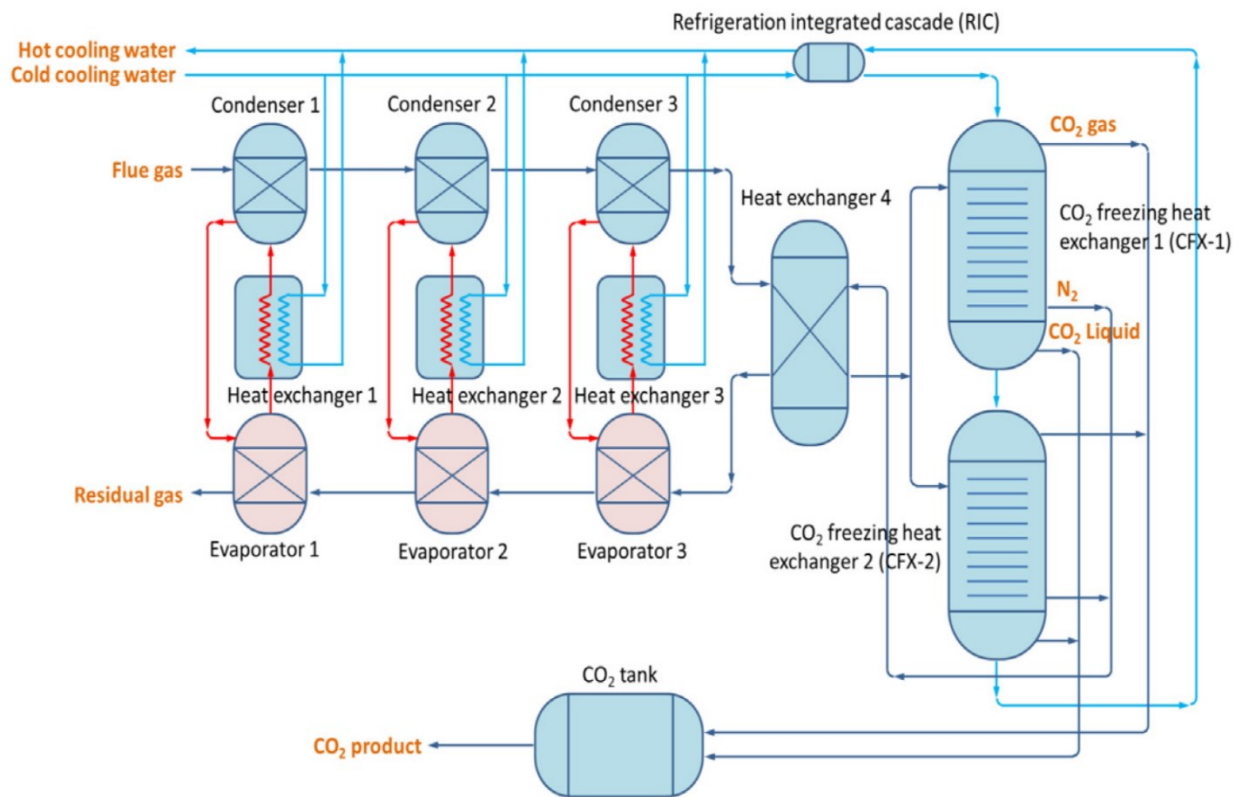 Refrigeration integrated cascade (RIC)
Hot cooling water
Cold cooling water
Condenser 1
Condenser 2
Condenser 3
CO₂ gas
Flue gas
Heat exchanger 4
CO₂ freezing heat
exchanger 1 (CFX-1)
N₂
CO₂ Liquid
Heat exchanger 1
Heat exchanger 2
Heat exchanger 3
Residual gas
Evaporator 1
Evaporator 2
Evaporator 3
CO₂ freezing heat
exchanger 2 (CFX-2)
CO₂ tank
CO₂ product